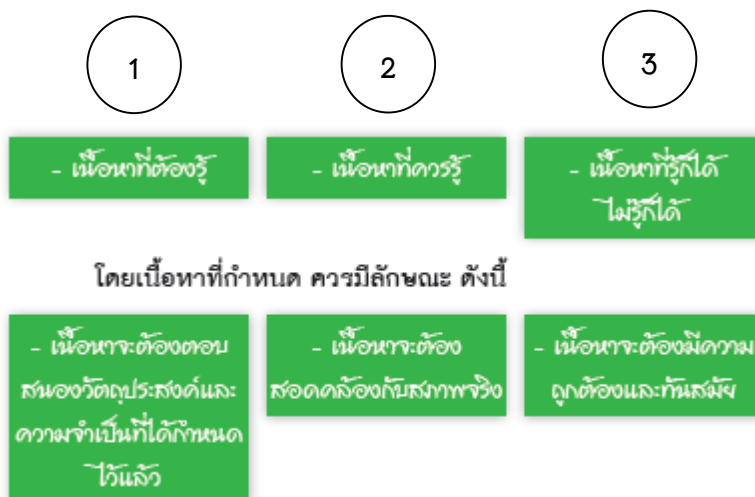 1
2
3
- เนื้อหาที่ต้องรู้
- เนื้อหาที่ควรรู้
- เนื้อหาที่รู้ก็ได้
ไม่รู้ก็ได้
โดยเนื้อหาที่กำหนด ควรมีลักษณะ ดังนี้
- เนื้อหาจะต้องตอบ
สนองวัตถุประสงค์และ
ความจำเป็นที่ได้กำหนด
ไว้แล้ว
- เนื้อหาจะต้อง
สอดคล้องกับสภาพจริง
- เนื้อหาจะต้องมีความ
ถูกต้องและทันสมัย